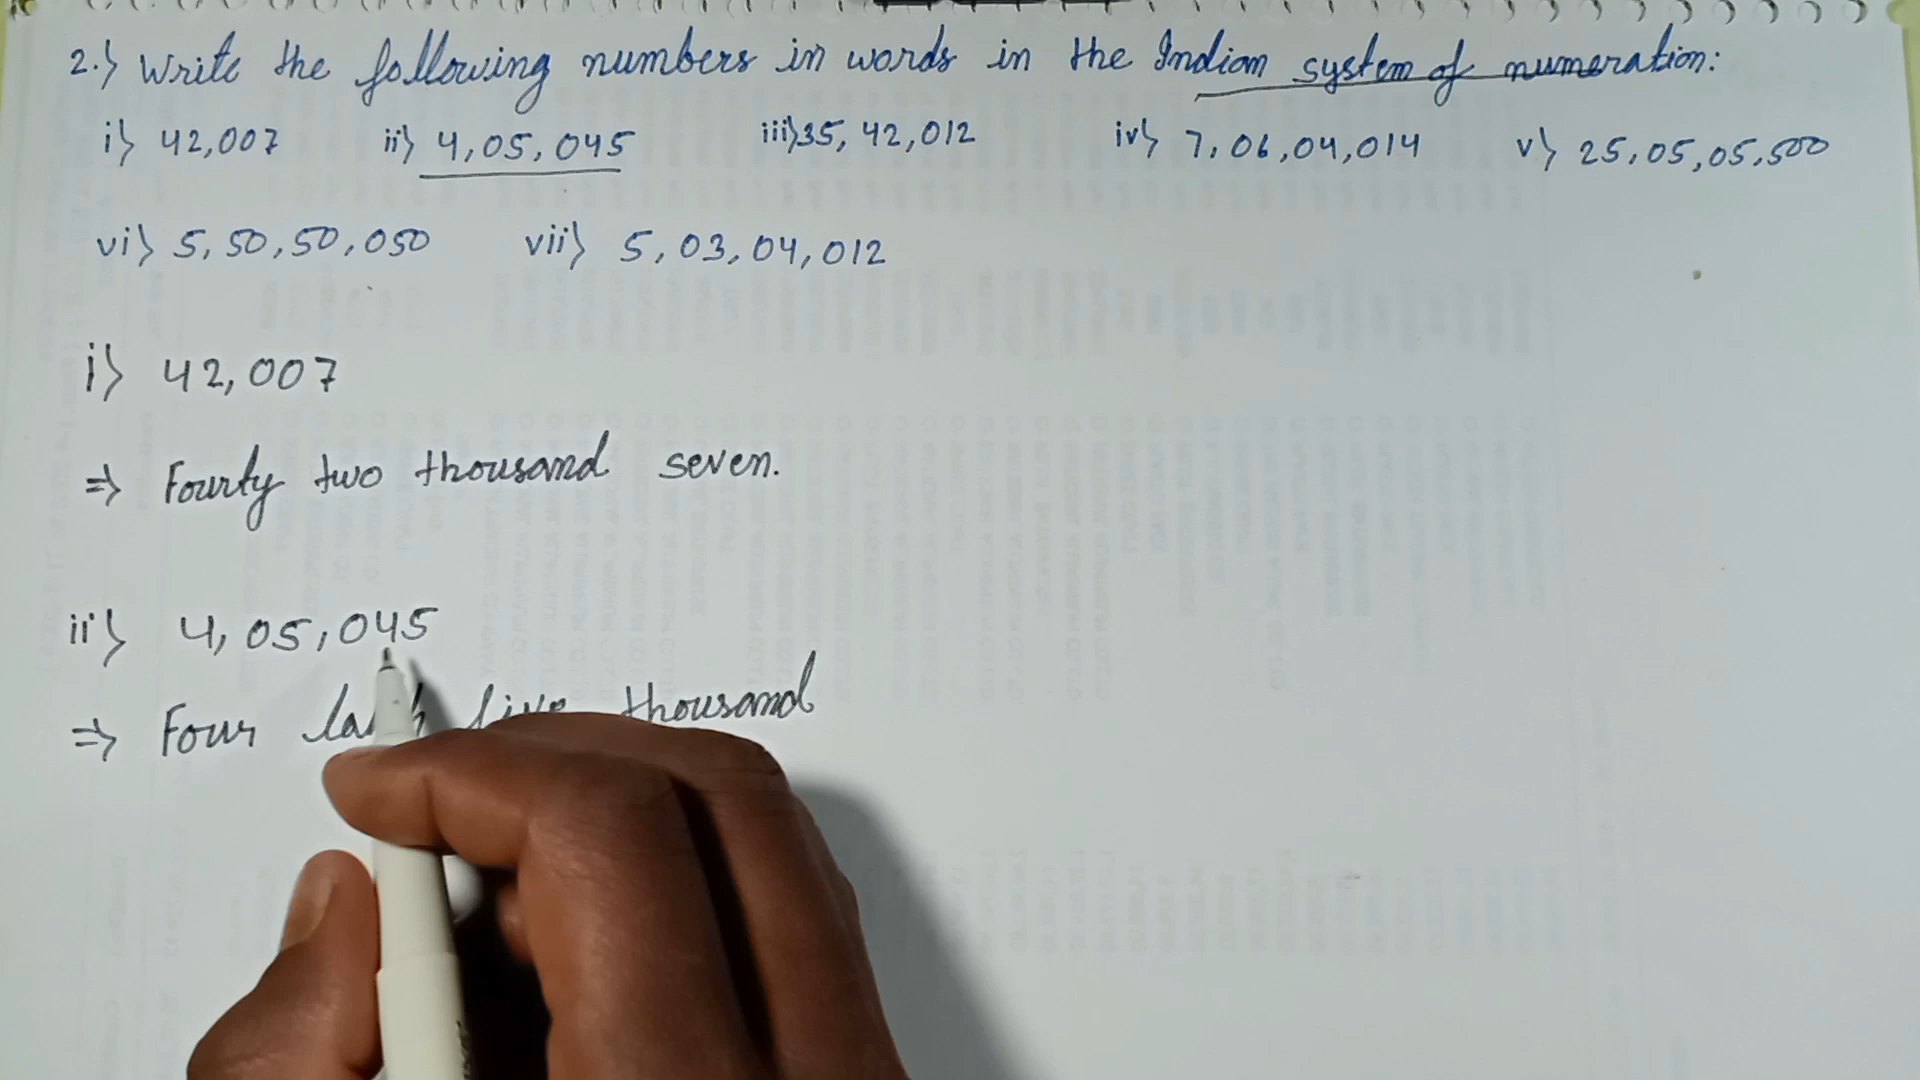 2.) Write the following numbers in words in the Indian system of numeration:
i) 42,007 ii) 4,05,045 iii) 35,42,012 iv) 7,06,04,014 v) 25,05,05,500
vi) 5,50,50,050 vii) 5,03,04,012
i) 42,007
⇒ Fourty two thousand seven.
ii) 4,05,045
⇒ Four lakh five thousand